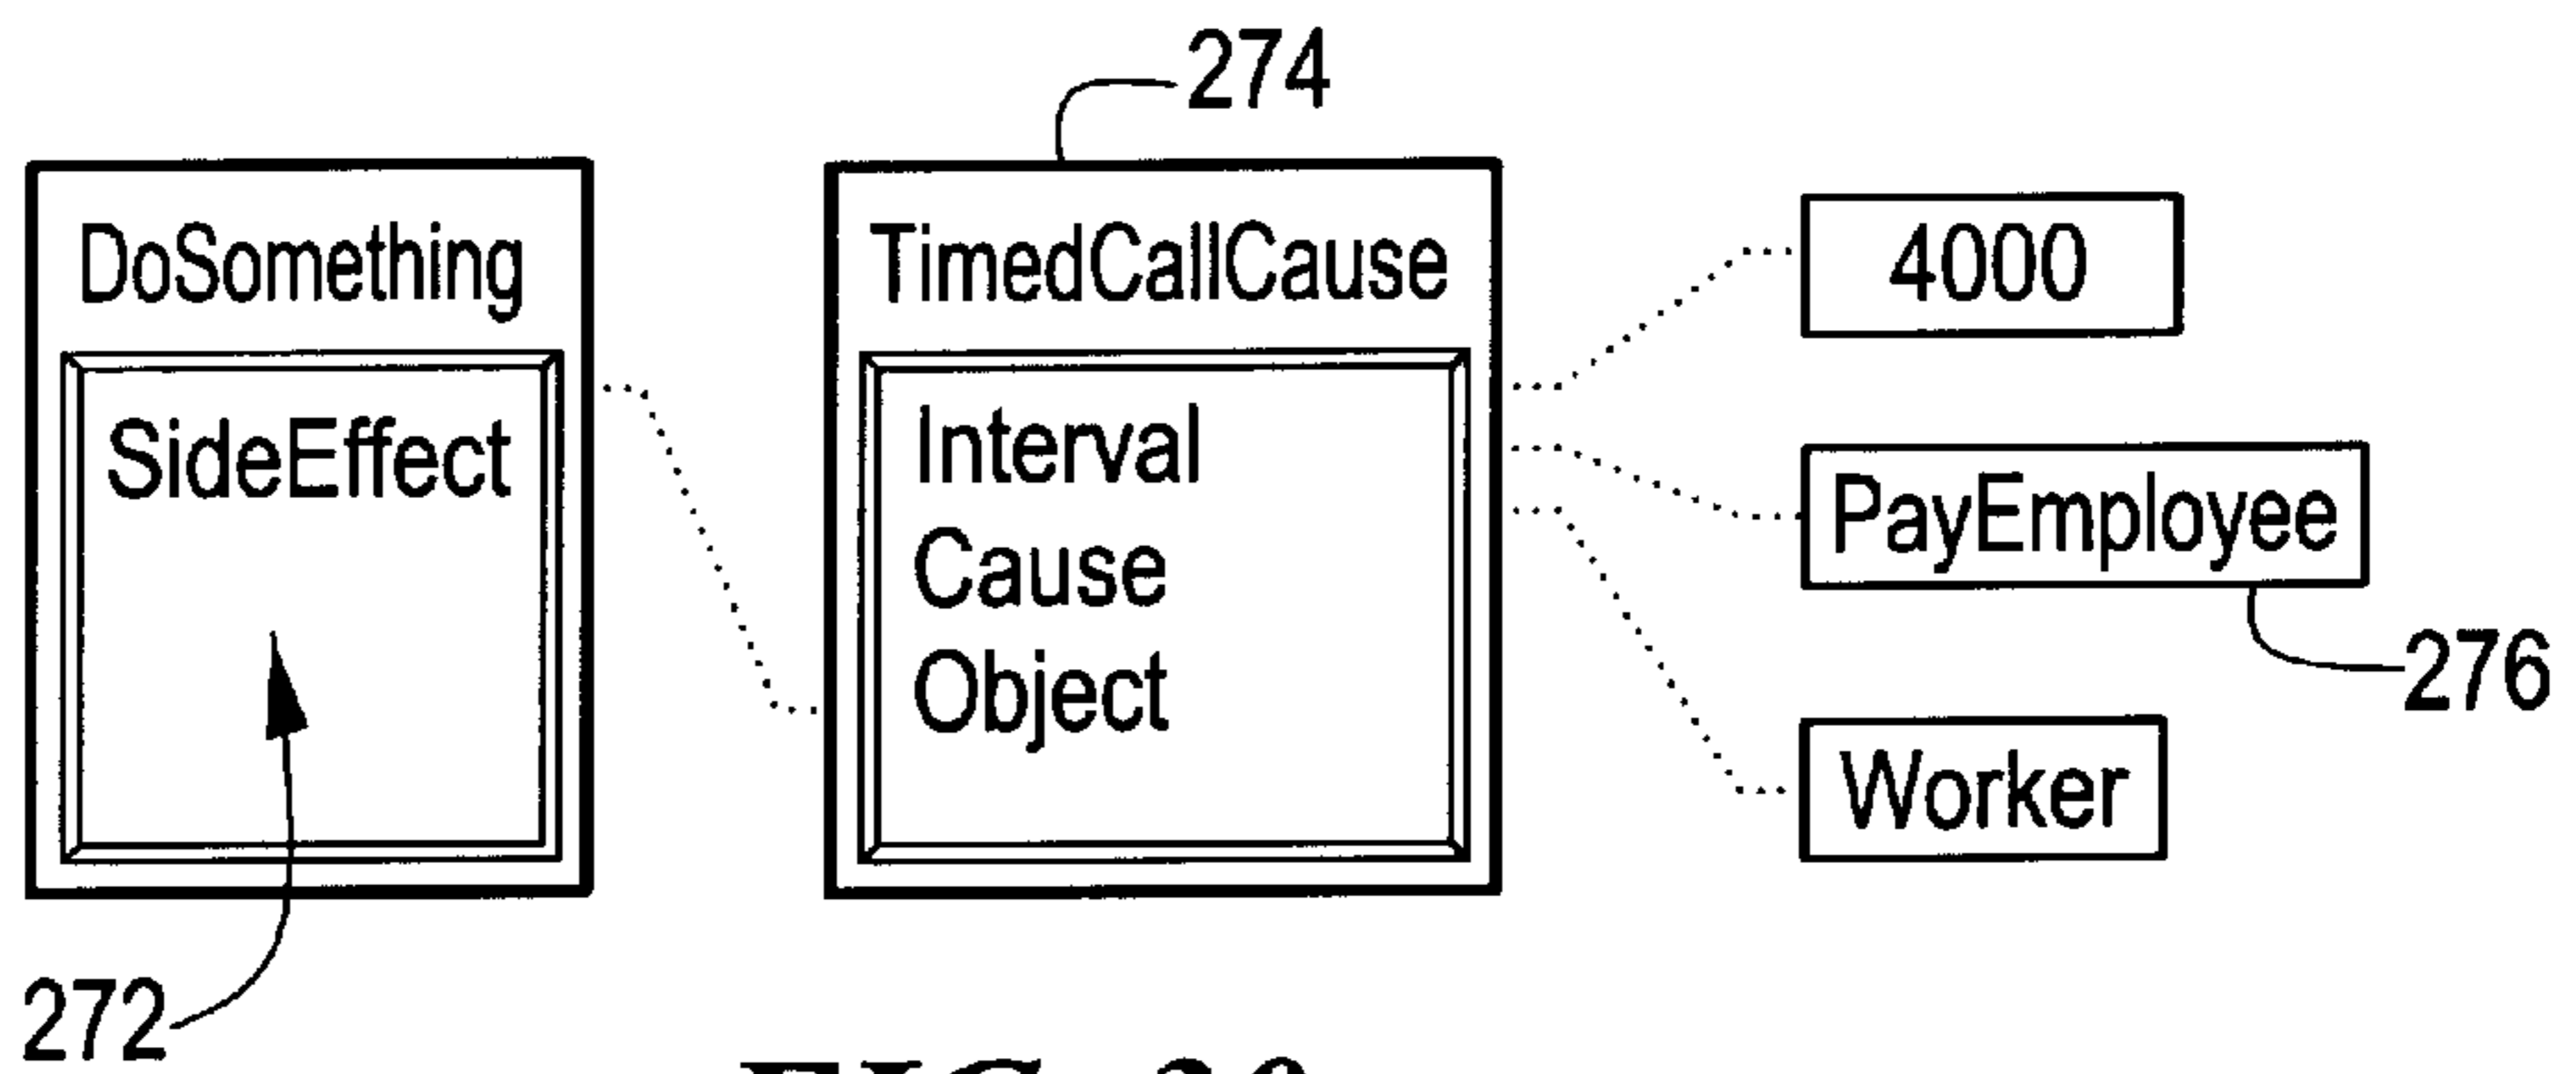 274
DoSomething
SideEffect
272
TimedCallCause
Interval
Cause
Object
4000
PayEmployee
276
Worker